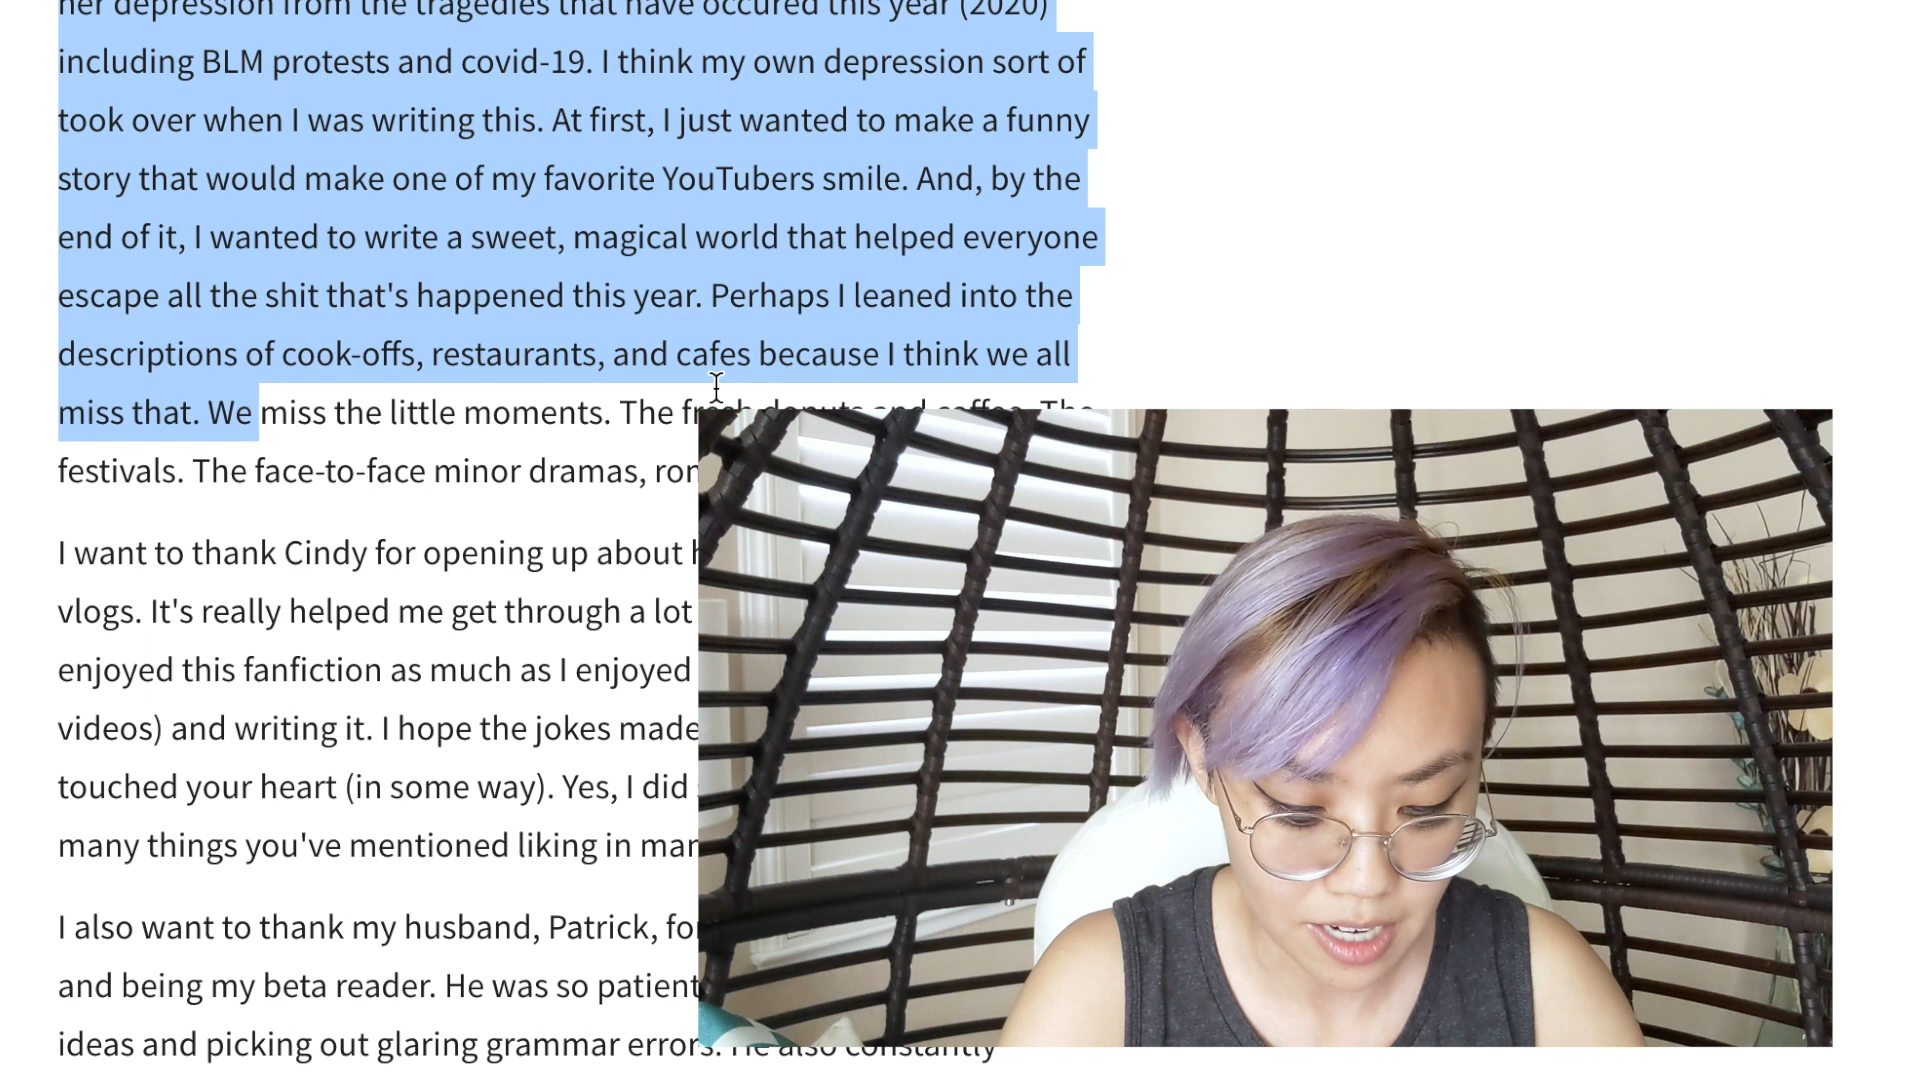 her depression from the tragedies that have occured this year (2020)
including BLM protests and covid-19. I think my own depression sort of
took over when I was writing this. At first, I just wanted to make a funny
story that would make one of my favorite YouTubers smile. And, by the
end of it, I wanted to write a sweet, magical world that helped everyone
escape all the shit that's happened this year. Perhaps I leaned into the
descriptions of cook-offs, restaurants, and cafes because I think we all
miss that. We miss the little moments. The fresh donuts and coffee. The
festivals. The face-to-face minor dramas,
I want to thank Cindy for opening up about
vlogs. It's really helped me get through a lot
enjoyed this fanfiction as much as I enjoyed
videos) and writing it. I hope the jokes made
touched your heart (in some way). Yes, I did
many things you've mentioned liking in
I also want to thank my husband, Patrick,
and being my beta reader. He was so patient
ideas and picking out glaring grammar errors. He also constantly